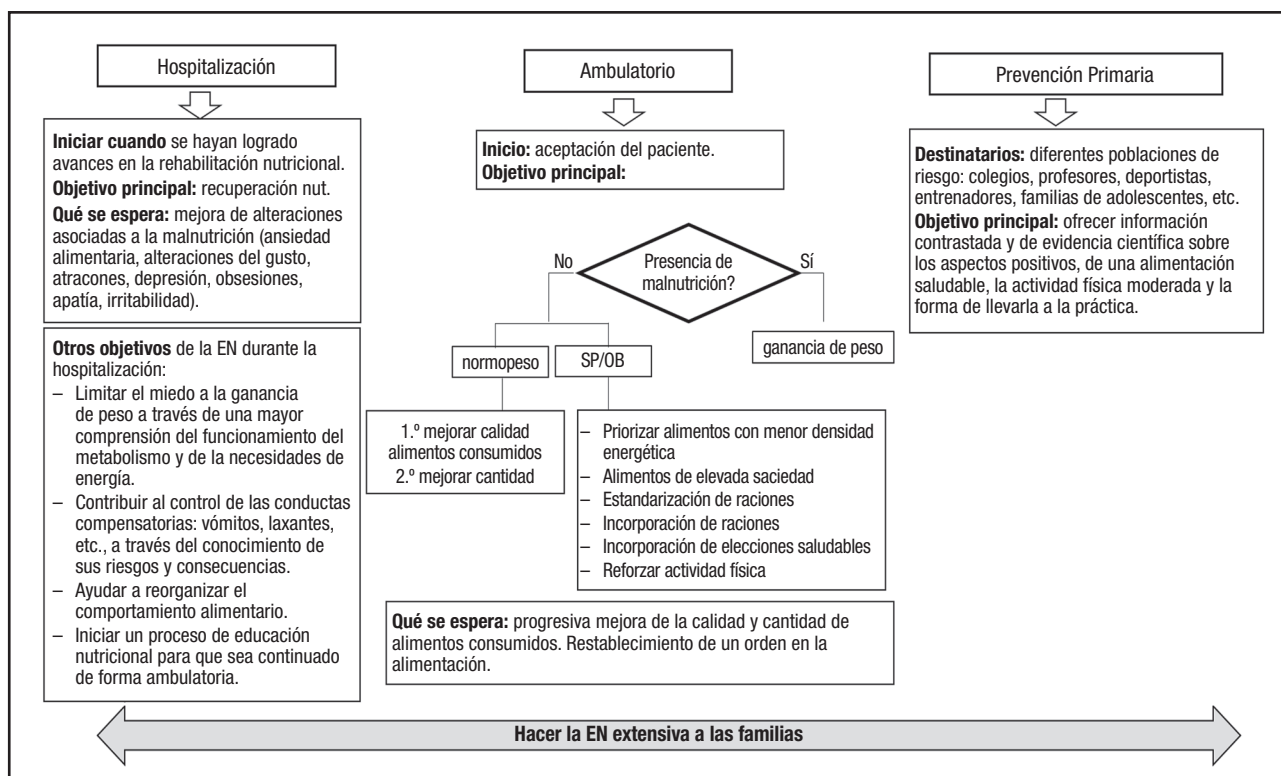 Hospitalización
Iniciar cuando se hayan logrado
avances en la rehabilitación nutricional.
Objetivo principal: recuperación nut.
Qué se espera: mejora de alteraciones
asociadas a la malnutrición (ansiedad
alimentaria, alteraciones del gusto,
atracones, depresión, obsesiones,
apatía, irritabilidad).
Otros objetivos de la EN durante la
hospitalización:
– Limitar el miedo a la ganancia
de peso a través de una mayor
comprensión del funcionamiento del
metabolismo y de la necesidades de
energía.
– Contribuir al control de las conductas
compensatorias: vómitos, laxantes,
etc., a través del conocimiento de
sus riesgos y consecuencias.
– Ayudar a reorganizar el
comportamiento alimentario.
– Iniciar un proceso de educación
nutricional para que sea continuado
de forma ambulatoria.
Ambulatorio
Inicio: aceptación del paciente.
Objetivo principal:
Presencia de
malnutrición?
No
Sí
normopeso
SP/OB
ganancia de peso
1.º mejorar calidad
alimentos consumidos
2.º mejorar cantidad
– Priorizar alimentos con menor densidad
energética
– Alimentos de elevada saciedad
– Estandarización de raciones
– Incorporación de raciones
– Incorporación de elecciones saludables
– Reforzar actividad física
Qué se espera: progresiva mejora de la calidad y cantidad de
alimentos consumidos. Restablecimiento de un orden en la
alimentación.
Prevención Primaria
Destinatarios: diferentes poblaciones de
riesgo: colegios, profesores, deportistas,
entrenadores, familias de adolescentes, etc.
Objetivo principal: ofrecer información
contrastada y de evidencia científica sobre
los aspectos positivos, de una alimentación
saludable, la actividad física moderada y la
forma de llevarla a la práctica.
Hacer la EN extensiva a las familias